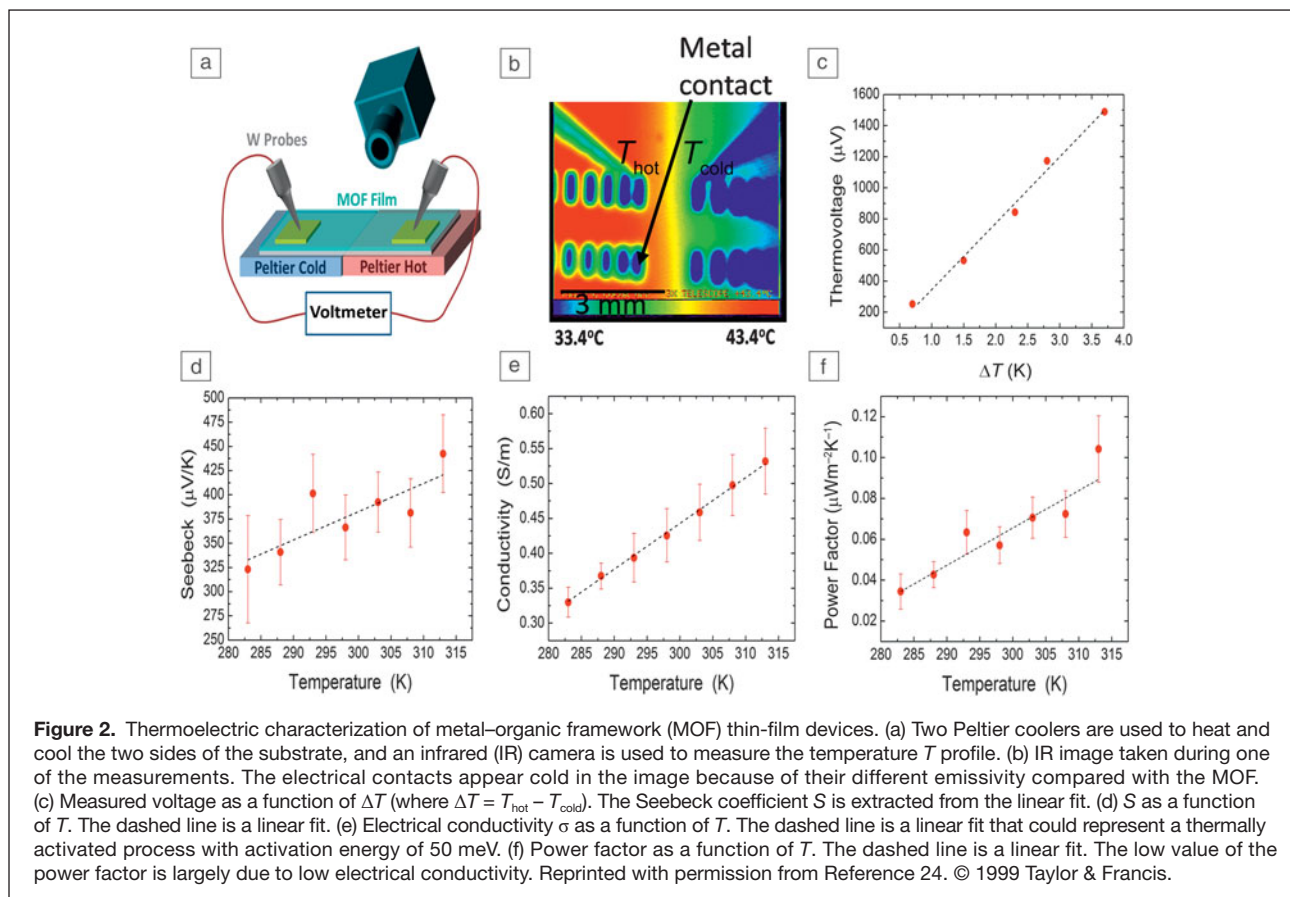 a
W Probes
MOF Film
Peltier Cold
Peltier Hot
Voltmeter
b
Metal
contact
T_hot
T_cold
3 mm
33.4ºC
43.4ºC
c
Thermovoltage (μV)
1600
1400
1200
1000
800
600
400
200
0.5 1.0 1.5 2.0 2.5 3.0 3.5 4.0
ΔT (K)
d
Seebeck (μV/K)
500
475
450
425
400
375
350
325
300
275
250
280 285 290 295 300 305 310 315
Temperature (K)
e
Conductivity (S/m)
0.60
0.55
0.50
0.45
0.40
0.35
0.30
280 285 290 295 300 305 310 315
Temperature (K)
f
Power Factor (μWm⁻²K⁻¹)
0.12
0.10
0.08
0.06
0.04
0.02
280 285 290 295 300 305 310 315
Temperature (K)
Figure 2. Thermoelectric characterization of metal–organic framework (MOF) thin-film devices. (a) Two Peltier coolers are used to heat and
cool the two sides of the substrate, and an infrared (IR) camera is used to measure the temperature T profile. (b) IR image taken during one
of the measurements. The electrical contacts appear cold in the image because of their different emissivity compared with the MOF.
(c) Measured voltage as a function of ΔT (where ΔT = T_hot – T_cold). The Seebeck coefficient S is extracted from the linear fit. (d) S as a function
of T. The dashed line is a linear fit. (e) Electrical conductivity σ as a function of T. The dashed line is a linear fit that could represent a thermally
activated process with activation energy of 50 meV. (f) Power factor as a function of T. The dashed line is a linear fit. The low value of the
power factor is largely due to low electrical conductivity. Reprinted with permission from Reference 24. © 1999 Taylor & Francis.